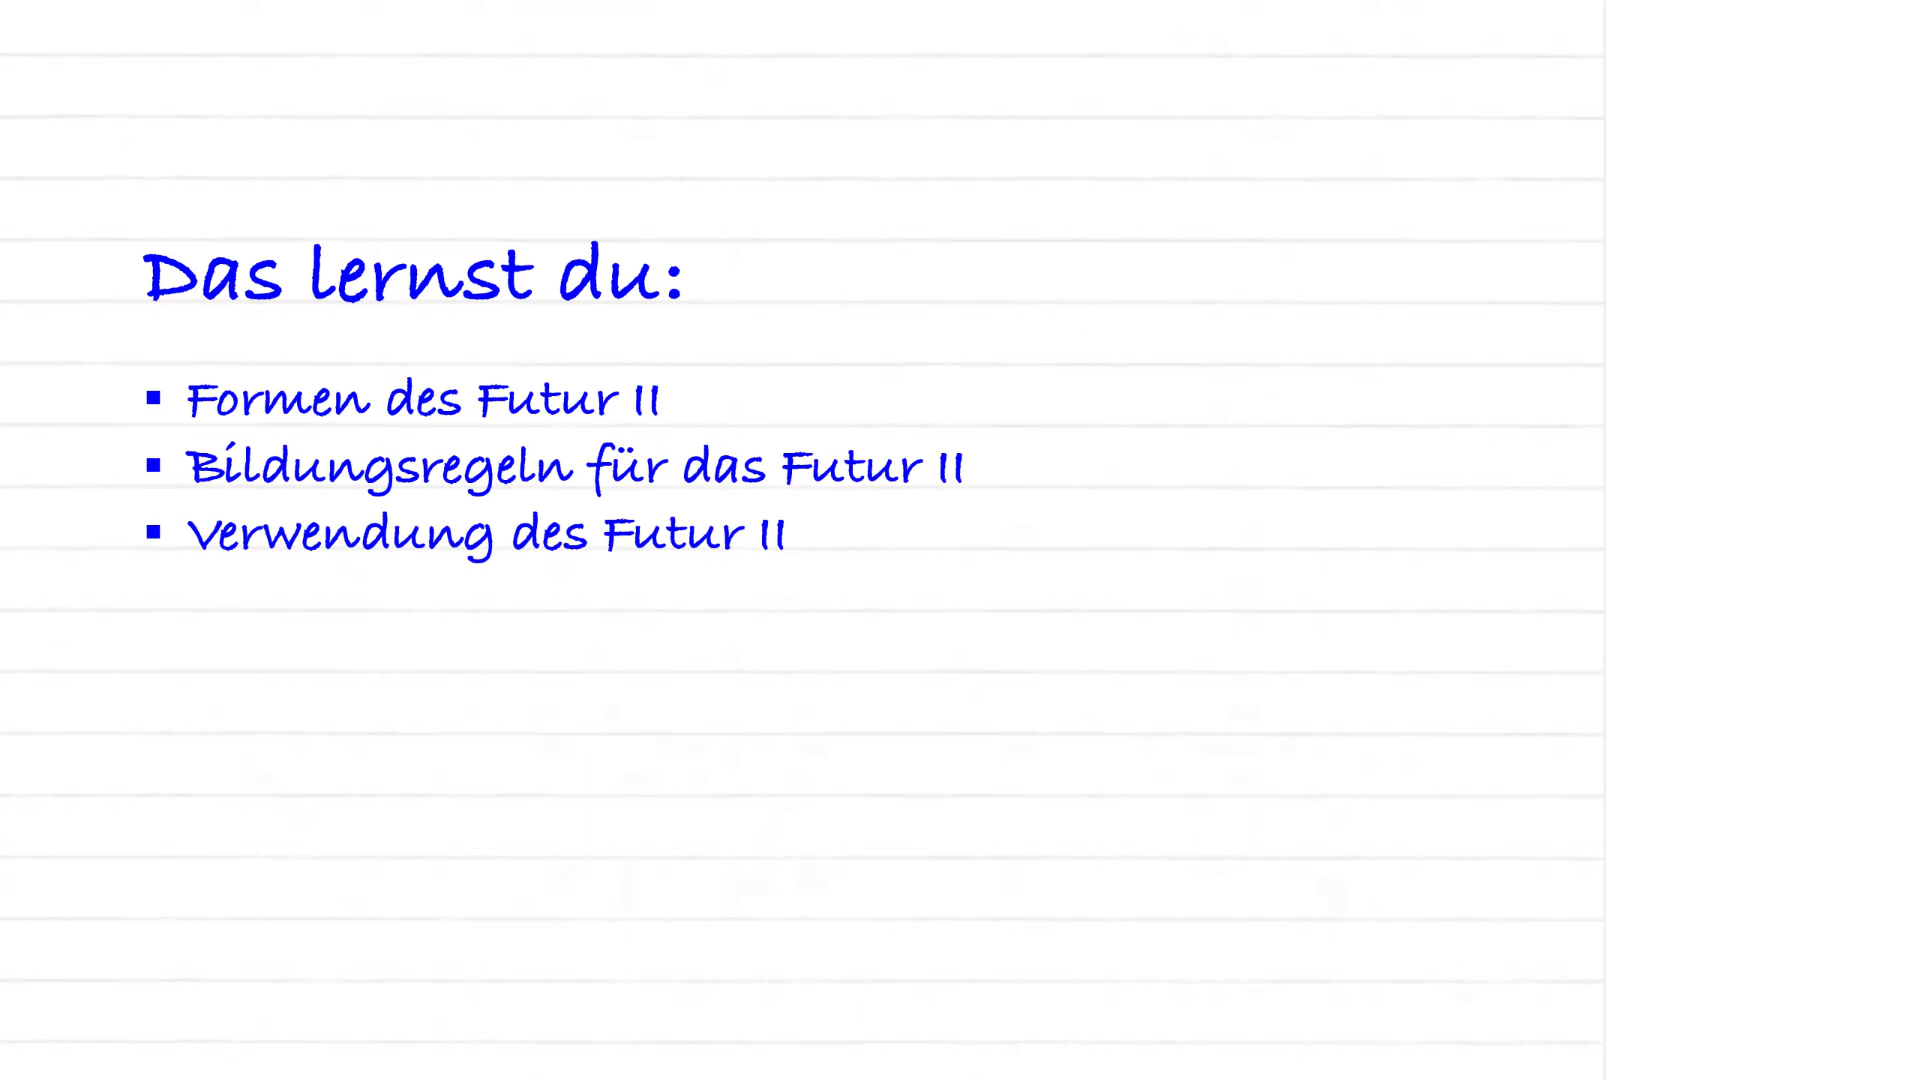 Das lernst du:
▪ Formen des Futur II
▪ Bildungsregeln für das Futur II
▪ Verwendung des Futur II